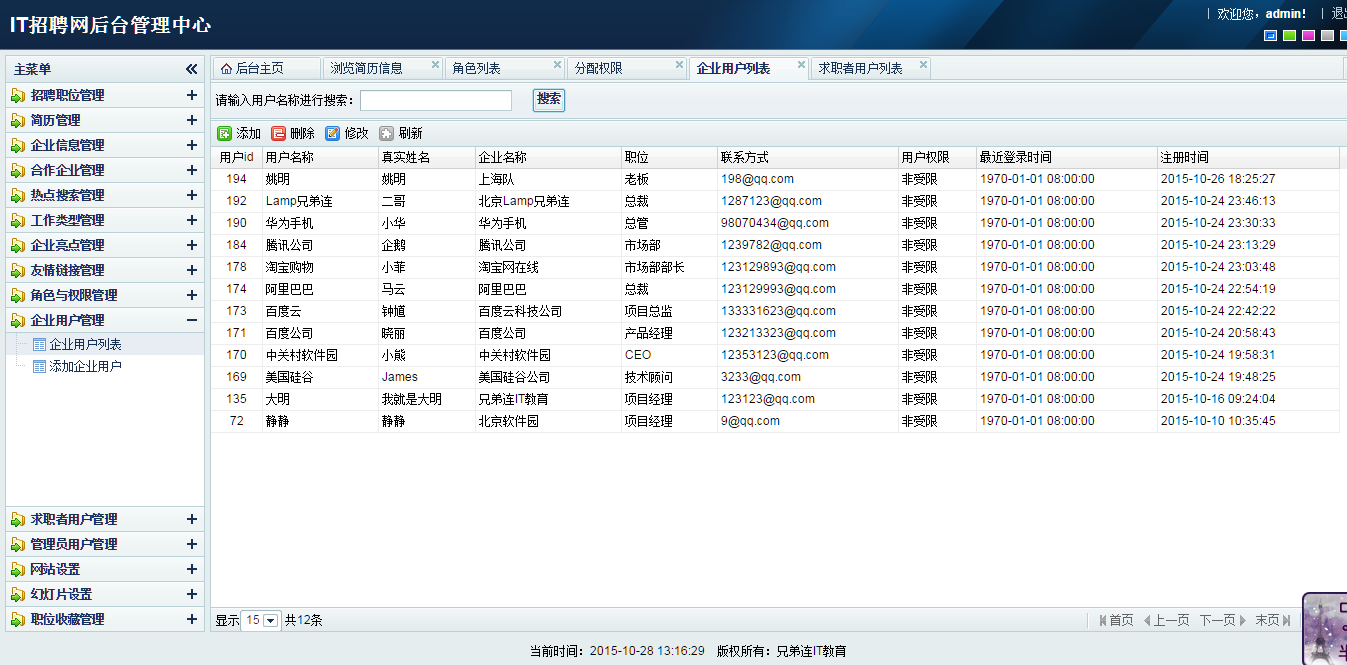 IT招聘网后台管理中心
| 欢迎您，admin! | 退出
主菜单
招聘职位管理
简历管理
企业信息管理
合作企业管理
热点搜索管理
工作类型管理
企业亮点管理
友情链接管理
角色与权限管理
企业用户管理
企业用户列表
添加企业用户
求职者用户管理
管理员用户管理
网站设置
幻灯片设置
职位收藏管理
后台主页 浏览简历信息 角色列表 分配权限 企业用户列表 求职者用户列表
请输入用户名称进行搜索： 搜索
添加 删除 修改 刷新
用户id 用户名称 真实姓名 企业名称 职位 联系方式 用户权限 最近登录时间 注册时间
194 姚明 姚明 上海队 老板 198@qq.com 非受限 1970-01-01 08:00:00 2015-10-26 18:25:27
192 Lamp兄弟连 二哥 北京Lamp兄弟连 总裁 1287123@qq.com 非受限 1970-01-01 08:00:00 2015-10-24 23:46:13
190 华为手机 小华 华为手机 总管 98070434@qq.com 非受限 1970-01-01 08:00:00 2015-10-24 23:30:33
184 腾讯公司 企鹅 腾讯公司 市场部 1239782@qq.com 非受限 1970-01-01 08:00:00 2015-10-24 23:13:29
178 淘宝购物 小菲 淘宝网在线 市场部部长 123129893@qq.com 非受限 1970-01-01 08:00:00 2015-10-24 23:03:48
174 阿里巴巴 马云 阿里巴巴 总裁 123129993@qq.com 非受限 1970-01-01 08:00:00 2015-10-24 22:54:19
173 百度云 钟馗 百度云科技公司 项目总监 133331623@qq.com 非受限 1970-01-01 08:00:00 2015-10-24 22:42:22
171 百度公司 晓丽 百度公司 产品经理 123213323@qq.com 非受限 1970-01-01 08:00:00 2015-10-24 20:58:43
170 中关村软件园 小熊 中关村软件园 CEO 12353123@qq.com 非受限 1970-01-01 08:00:00 2015-10-24 19:58:31
169 美国硅谷 James 美国硅谷公司 技术顾问 3233@qq.com 非受限 1970-01-01 08:00:00 2015-10-24 19:48:25
135 大明 我就是大明 兄弟连IT教育 项目经理 123123@qq.com 非受限 1970-01-01 08:00:00 2015-10-16 09:24:04
72 静静 静静 北京软件园 项目经理 9@qq.com 非受限 1970-01-01 08:00:00 2015-10-10 10:35:45
显示 15 共12条 首页 上一页 下一页 末页
当前时间：2015-10-28 13:16:29 版权所有：兄弟连IT教育